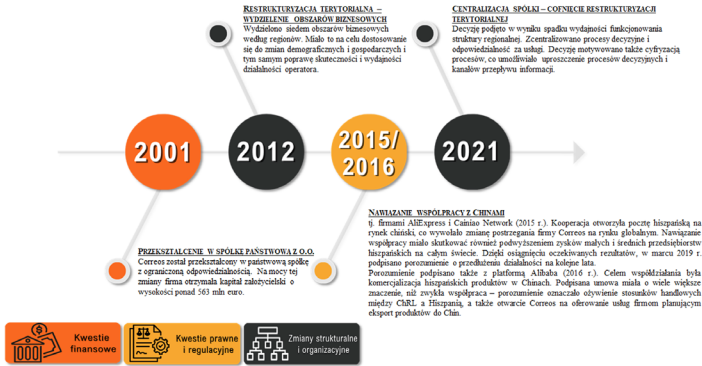 RESTRUKTURYZACJA TERYTORIALNA –
WYDZIELENIE OBSZARÓW BIZNESOWYCH
Wydzielono siedem obszarów biznesowych
według regionów. Miało to na celu dostosowanie
się do zmian demograficznych i gospodarczych i
tym samym poprawę skuteczności i wydajności
działalności operatora.
CENTRALIZACJA SPÓŁKI – COFNIĘCIE RESTRUKTURYZACJI
TERYTORIALNEJ
Decyzję podjęto w wyniku spadku wydajności funkcjonowania
struktury regionalnej. Zcentralizowano procesy decyzyjne i
odpowiedzialność za usługi. Decyzję motywowano także cyfryzacją
procesów, co umożliwiało uproszczenie procesów decyzyjnych i
kanałów przepływu informacji.
2001
2012
2015/
2016
2021
PRZEKSZTAŁCENIE W SPÓŁKĘ PAŃSTWOWĄ Z O.O.
Correos został przekształcony w państwową spółkę
z ograniczoną odpowiedzialnością. Na mocy tej
zmiany firma otrzymała kapitał założycielski o
wysokości ponad 563 mln euro.
NAWIĄZANIE WSPÓŁPRACY Z CHINAMI
tj. firmami AliExpress i Cainiao Network (2015 r.). Kooperacja otworzyła pocztę hiszpańską na
rynek chiński, co wywołało zmianę postrzegania firmy Correos na rynku globalnym. Nawiązanie
współpracy miało skutkować również podwyższeniem zysków małych i średnich przedsiębiorstw
hiszpańskich na całym świecie. Dzięki osiągnięciu oczekiwanych rezultatów, w marcu 2019 r.
podpisano porozumienie o przedłużeniu działalności na kolejne lata.
Porozumienie podpisano także z platformą Alibaba (2016 r.). Celem współdziałania była
komercjalizacja hiszpańskich produktów w Chinach. Podpisana umowa miała o wiele większe
znaczenie, niż zwykła współpraca – porozumienie oznaczało ożywienie stosunków handlowych
między ChRL a Hiszpanią, a także otwarcie Correos na oferowanie usług firmom planującym
eksport produktów do Chin.
Kwestie
finansowe
Kwestie prawne
i regulacyjne
Zmiany strukturalne
i organizacyjne